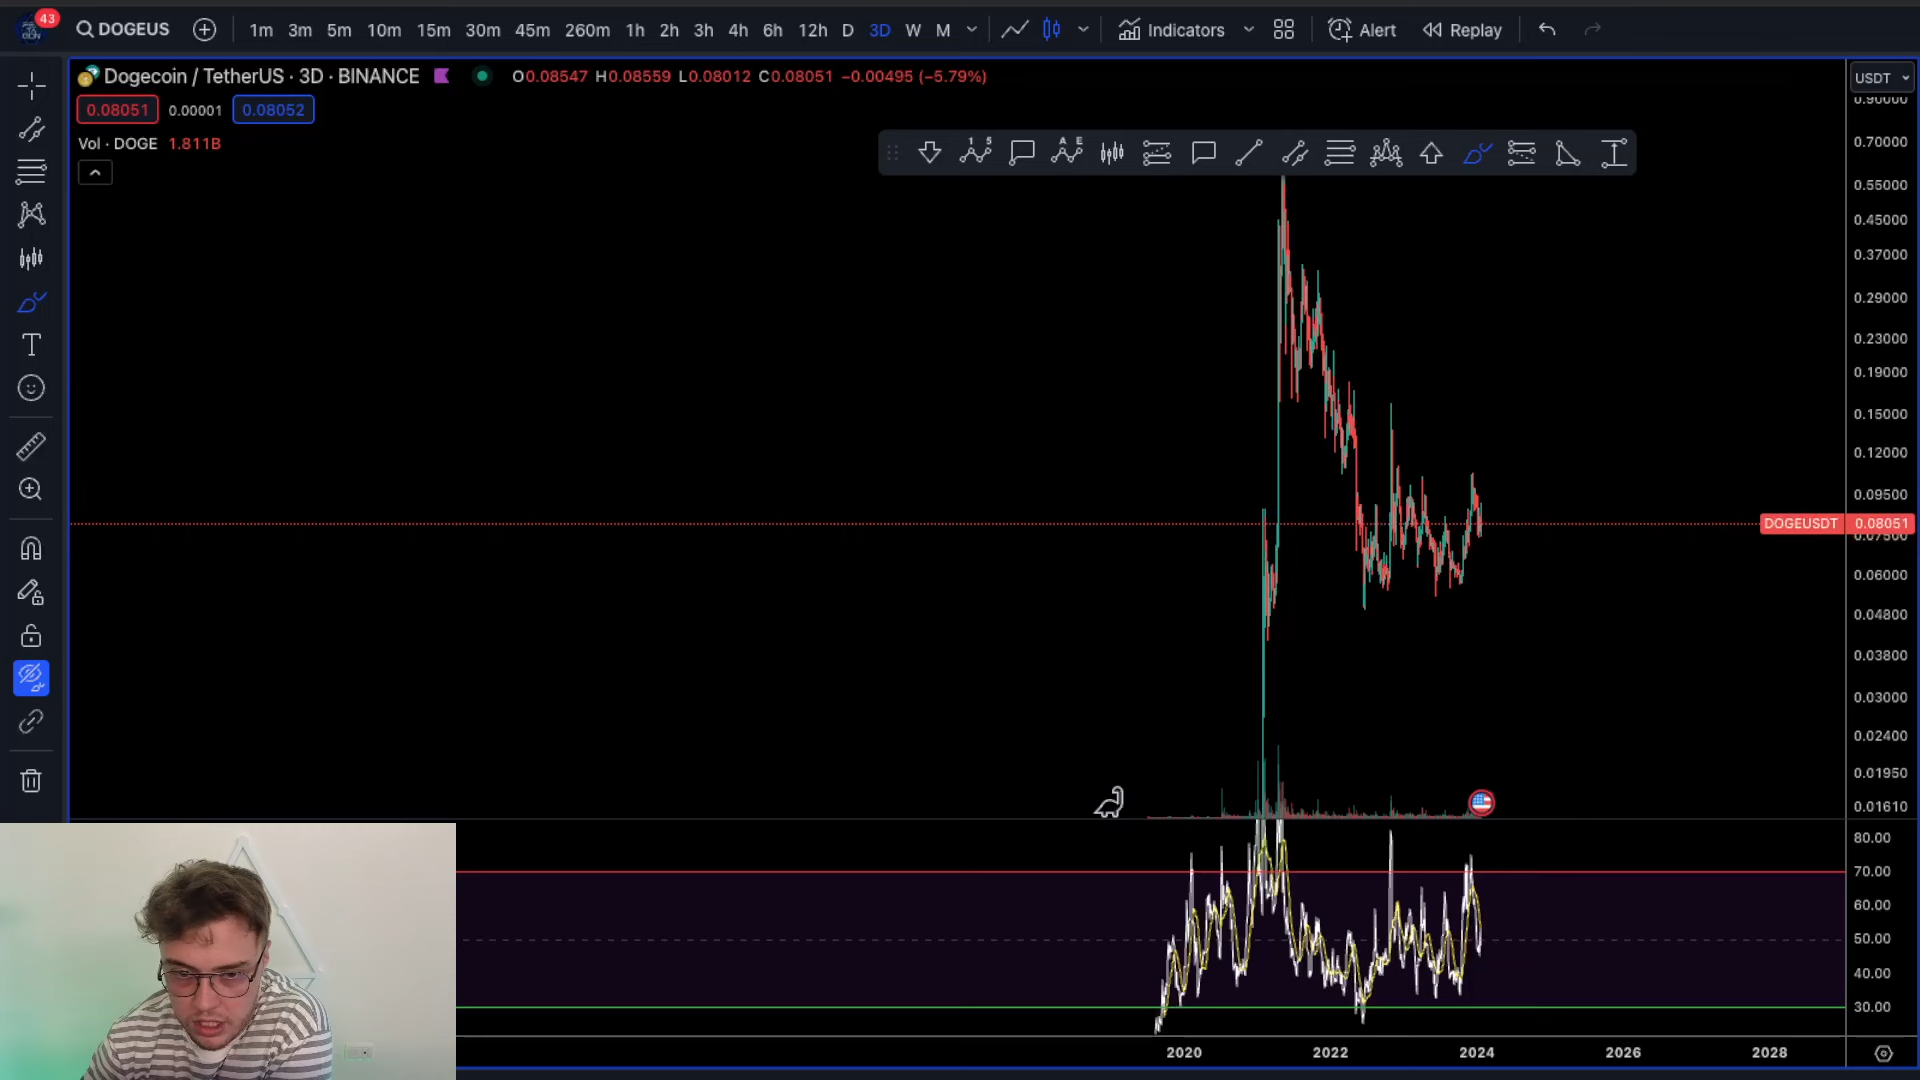 43
DOGEUS
1m 3m 5m 10m 15m 30m 45m 260m 1h 2h 3h 4h 6h 12h D 3D W M
Indicators
Alert
Replay
Dogecoin / TetherUS · 3D · BINANCE
O0.08547 H0.08559 L0.08012 C0.08051 −0.00495 (−5.79%)
USDT
0.08051 0.00001 0.08052
Vol · DOGE 1.811B
0.90000
0.70000
0.55000
0.45000
0.37000
0.29000
0.23000
0.19000
0.15000
0.12000
0.09500
DOGEUSDT 0.08051
0.07500
0.06000
0.04800
0.03800
0.03000
0.02400
0.01950
0.01610
80.00
70.00
60.00
50.00
40.00
30.00
2020 2022 2024 2026 2028